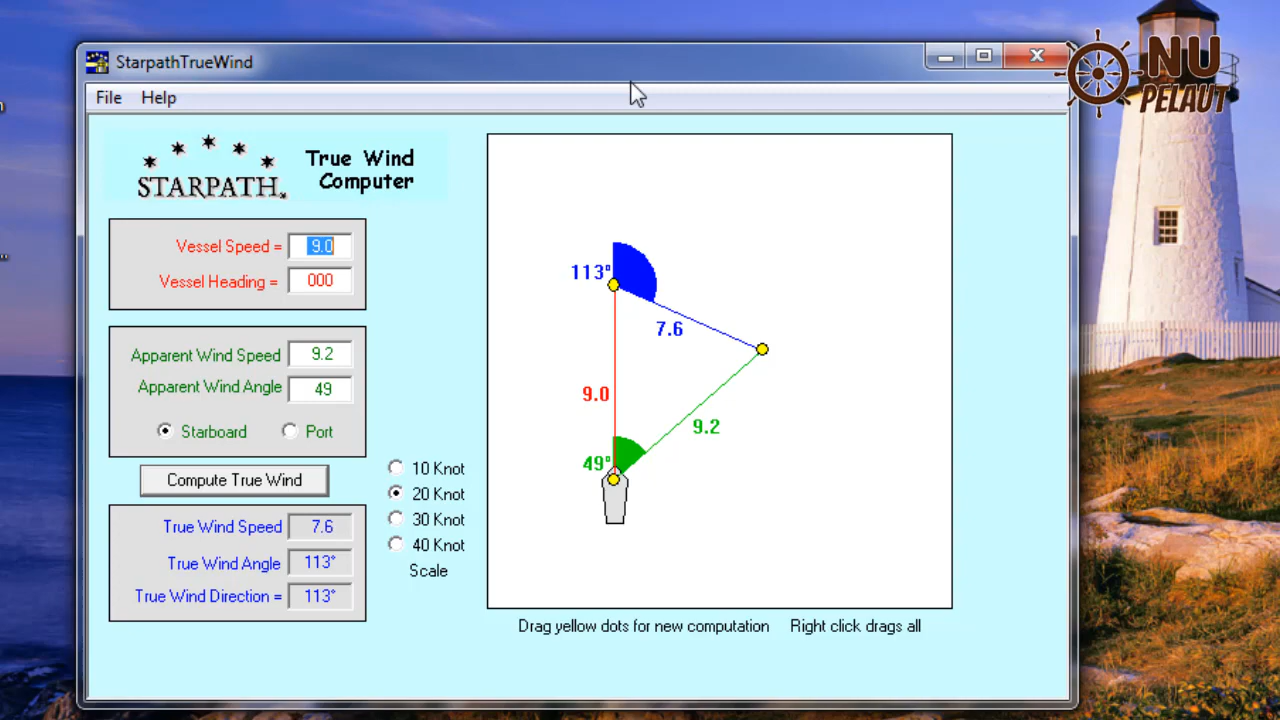 StarpathTrueWind
NU
PELAUT
File Help
STARPATH
True Wind
Computer
Vessel Speed = 9.0
Vessel Heading = 000
Apparent Wind Speed 9.2
Apparent Wind Angle 49
Starboard Port
Compute True Wind
True Wind Speed 7.6
True Wind Angle 113°
True Wind Direction = 113°
10 Knot
20 Knot
30 Knot
40 Knot
Scale
113°
7.6
9.0
9.2
49°
Drag yellow dots for new computation Right click drags all